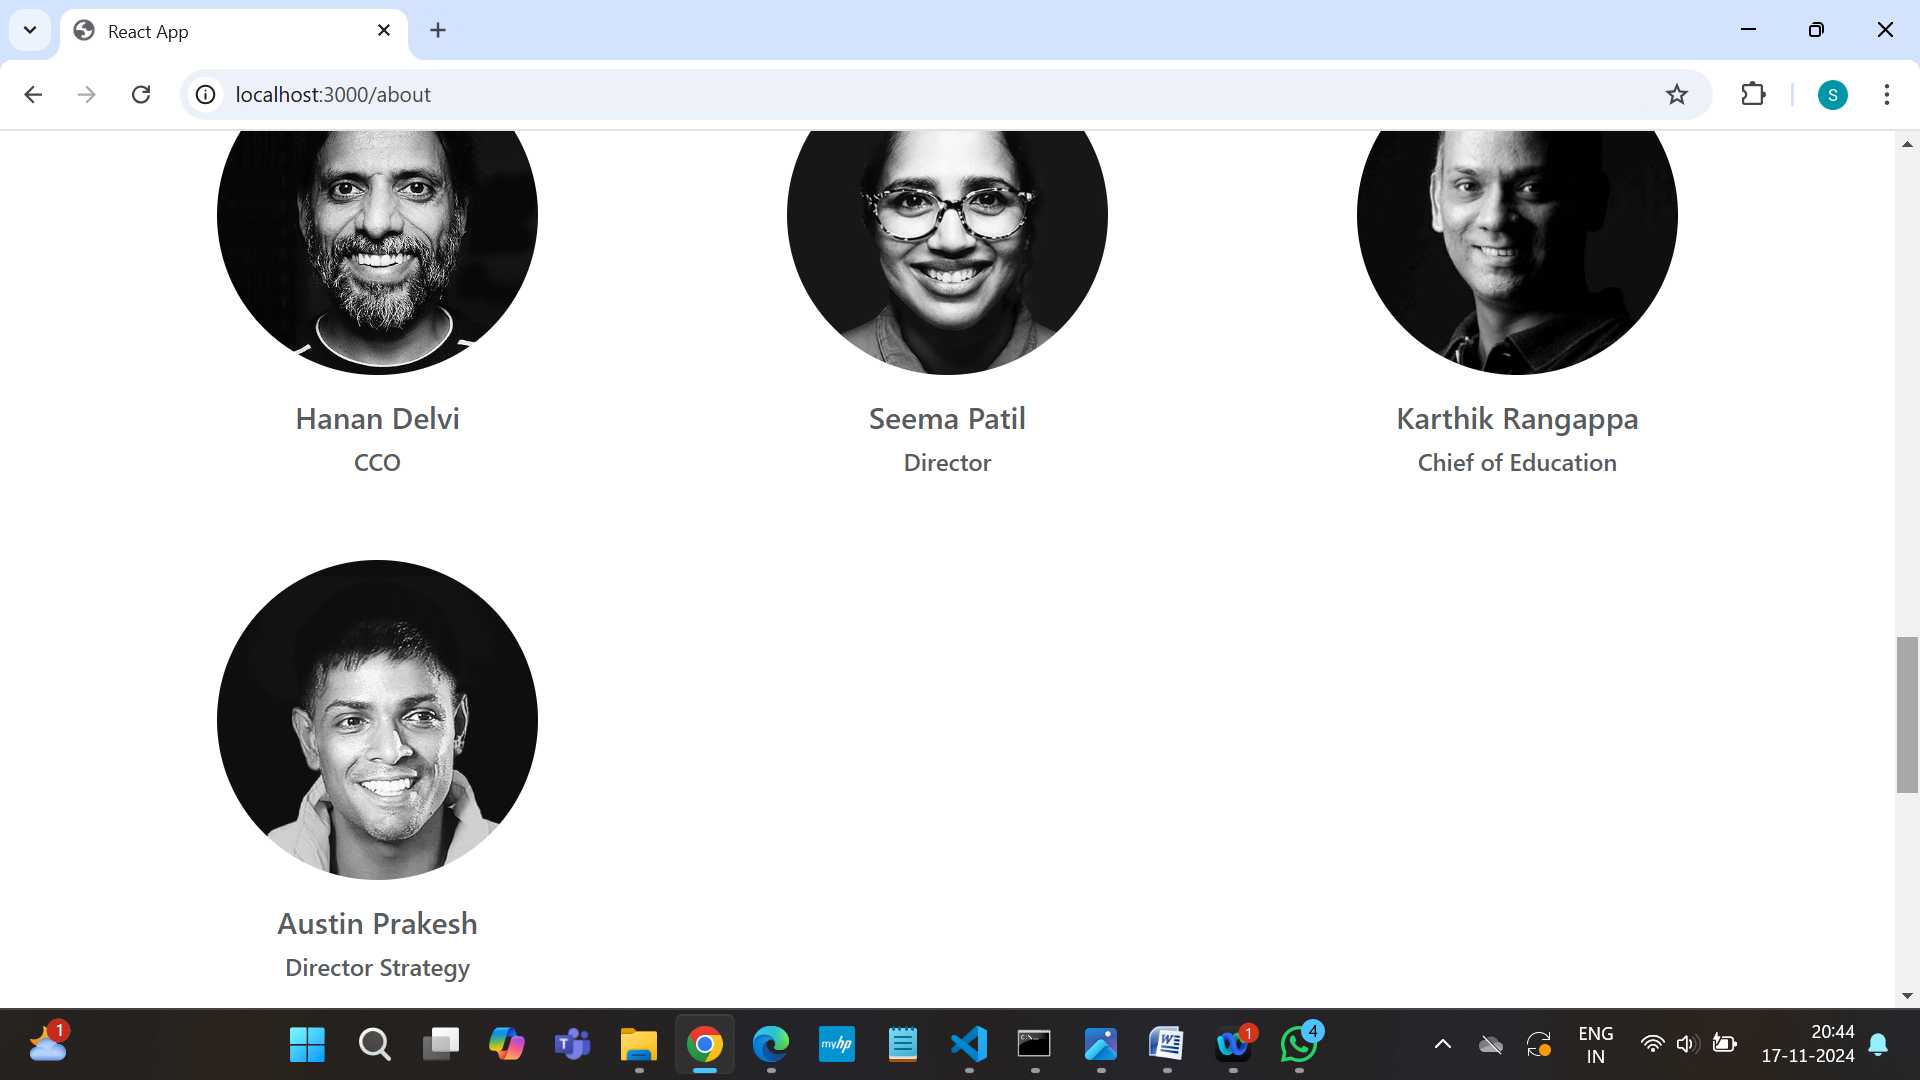 React App
localhost:3000/about
S
Hanan Delvi
CCO
Seema Patil
Director
Karthik Rangappa
Chief of Education
Austin Prakesh
Director Strategy
1
myhp
1
4
ENG
IN
20:44
17-11-2024